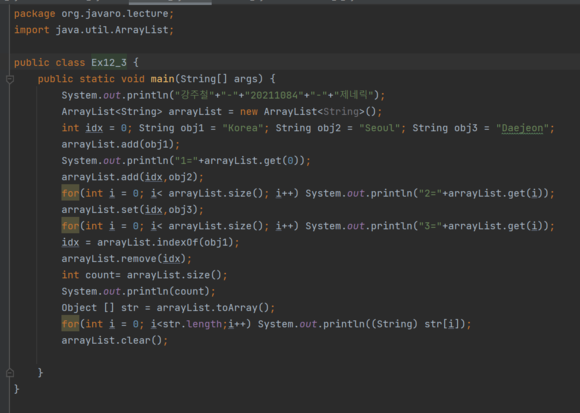 package org.javaro.lecture;
import java.util.ArrayList;
public class Ex12_3 {
public static void main(String[] args) {
System.out.println("강주철"+"-"+"20211084"+"-"+"제네릭");
ArrayList<String> arrayList = new ArrayList<String>();
int idx = 0; String obj1 = "Korea"; String obj2 = "Seoul"; String obj3 = "Daejeon";
arrayList.add(obj1);
System.out.println("1="+arrayList.get(0));
arrayList.add(idx,obj2);
for(int i = 0; i< arrayList.size(); i++) System.out.println("2="+arrayList.get(i));
arrayList.set(idx,obj3);
for(int i = 0; i< arrayList.size(); i++) System.out.println("3="+arrayList.get(i));
idx = arrayList.indexOf(obj1);
arrayList.remove(idx);
int count= arrayList.size();
System.out.println(count);
Object [] str = arrayList.toArray();
for(int i = 0; i<str.length;i++) System.out.println((String) str[i]);
arrayList.clear();
}
}